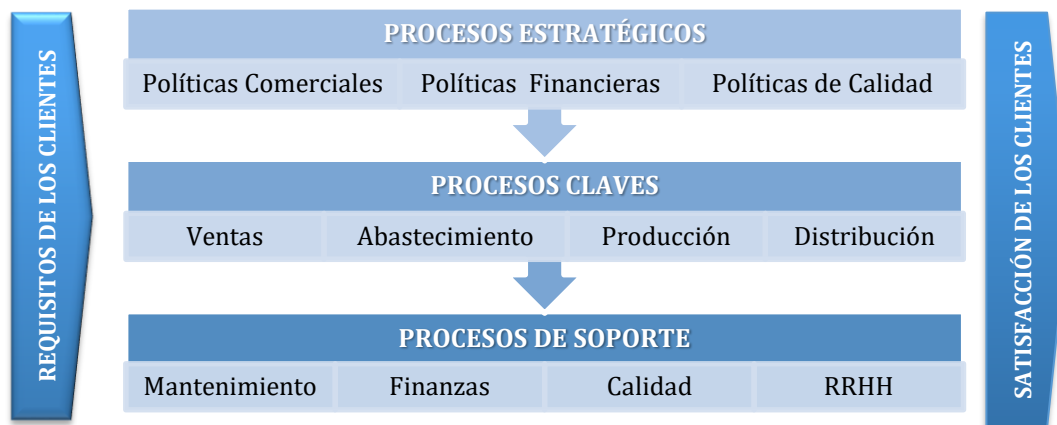 REQUISITOS DE LOS CLIENTES
PROCESOS ESTRATÉGICOS
Políticas Comerciales
Políticas Financieras
Políticas de Calidad
PROCESOS CLAVES
Ventas
Abastecimiento
Producción
Distribución
PROCESOS DE SOPORTE
Mantenimiento
Finanzas
Calidad
RRHH
SATISFACCIÓN DE LOS CLIENTES